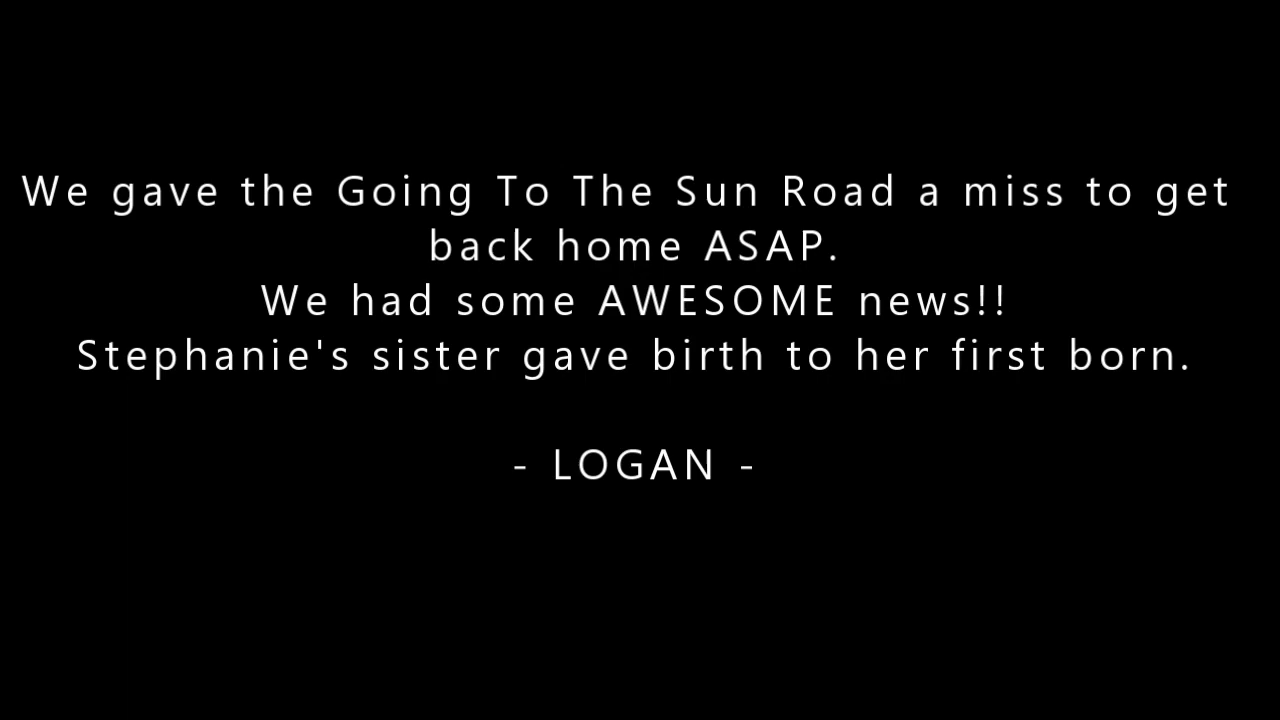 We gave the Going To The Sun Road a miss to get
back home ASAP.
We had some AWESOME news!!
Stephanie's sister gave birth to her first born.
- LOGAN -